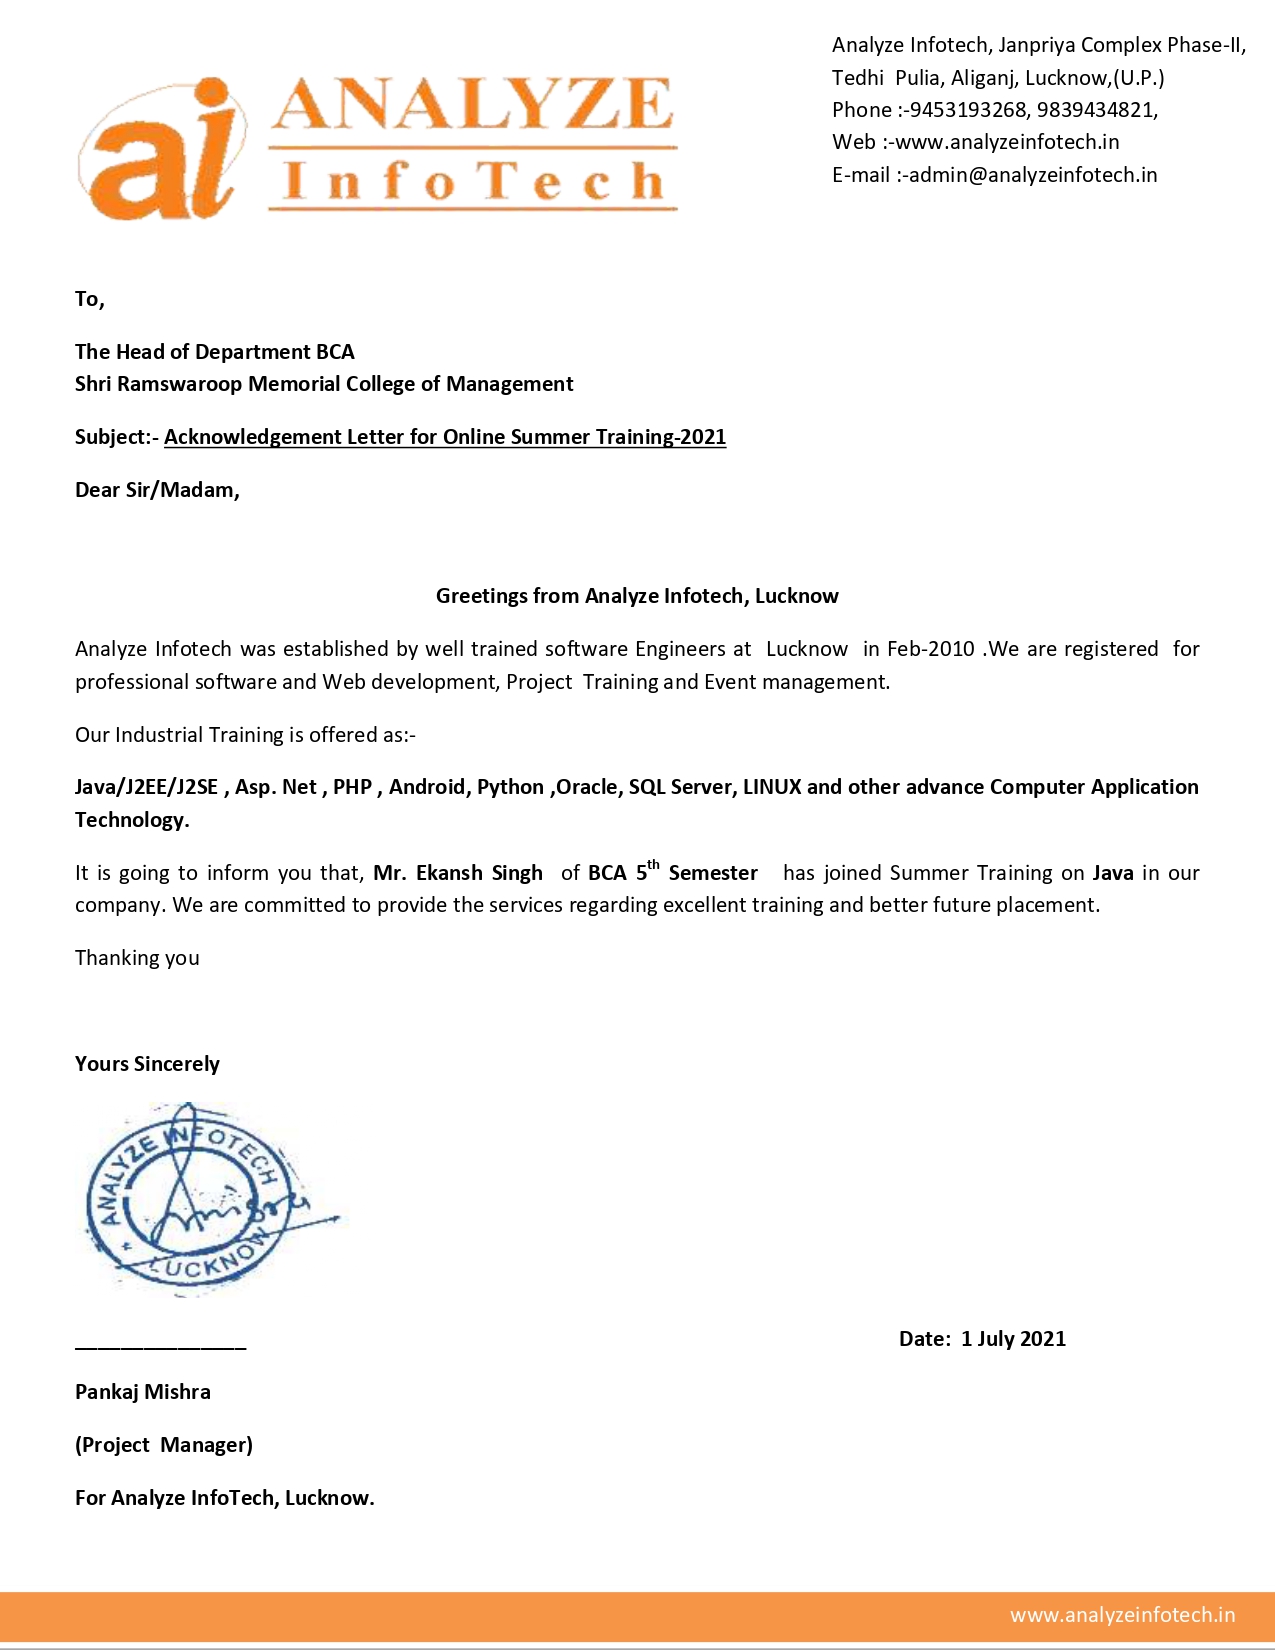 Analyze Infotech, Janpriya Complex Phase-II,
Tedhi Pulia, Aliganj, Lucknow,(U.P.)
Phone :-9453193268, 9839434821,
Web :-www.analyzeinfotech.in
E-mail :-admin@analyzeinfotech.in
ai
ANALYZE
InfoTech
To,
The Head of Department BCA
Shri Ramswaroop Memorial College of Management
Subject:- Acknowledgement Letter for Online Summer Training-2021
Dear Sir/Madam,
Greetings from Analyze Infotech, Lucknow
Analyze Infotech was established by well trained software Engineers at Lucknow in Feb-2010 .We are registered for
professional software and Web development, Project Training and Event management.
Our Industrial Training is offered as:-
Java/J2EE/J2SE , Asp. Net , PHP , Android, Python ,Oracle, SQL Server, LINUX and other advance Computer Application
Technology.
It is going to inform you that, Mr. Ekansh Singh of BCA 5th Semester has joined Summer Training on Java in our
company. We are committed to provide the services regarding excellent training and better future placement.
Thanking you
Yours Sincerely
ANALYZE INFOTECH
* LUCKNOW
_______________
Date: 1 July 2021
Pankaj Mishra
(Project Manager)
For Analyze InfoTech, Lucknow.
www.analyzeinfotech.in